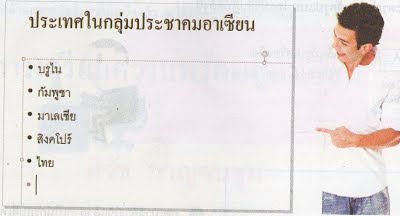 ประเทศในกลุ่มประชาคมอาเซียน
• บรูไน
• กัมพูชา
• มาเลเซีย
• สิงคโปร์
• ไทย
•